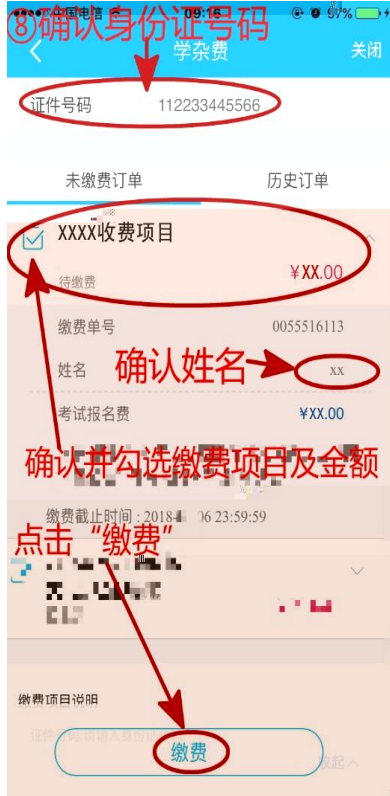 中国电信 09:16 97%
⑧确认身份证号码
学杂费 关闭
证件号码 112233445566
未缴费订单 历史订单
XXXX收费项目
待缴费 ¥XX.00
缴费单号 0055516113
姓名 确认姓名 xx
考试报名费 ¥XX.00
确认并勾选缴费项目及金额
缴费截止时间 : 2018- 06 23:59:59
点击“缴费”
缴费项目说明
缴费
收起